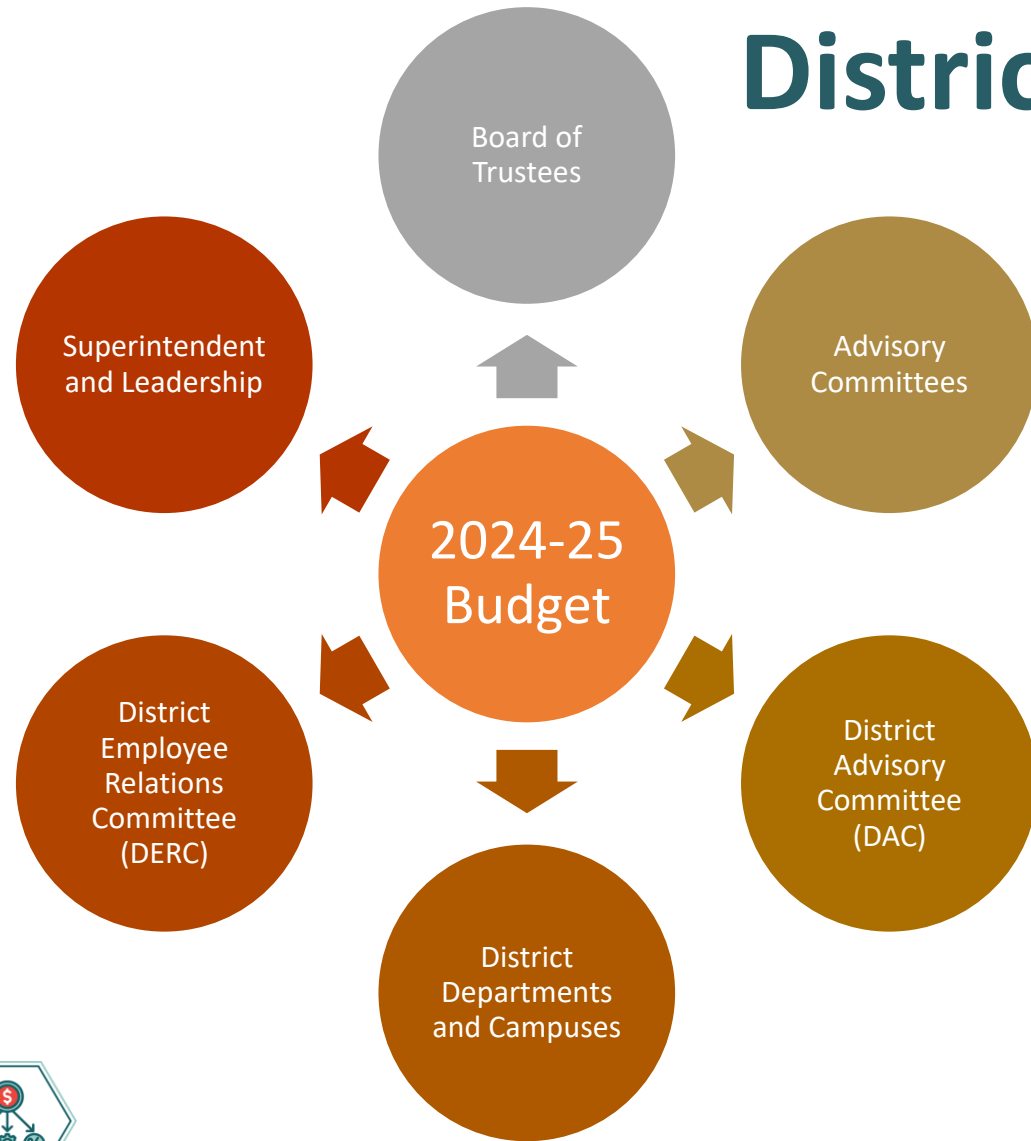 Distric
Board of
Trustees
Superintendent
and Leadership
Advisory
Committees
2024-25
Budget
District
Employee
Relations
Committee
(DERC)
District
Advisory
Committee
(DAC)
District
Departments
and Campuses
$